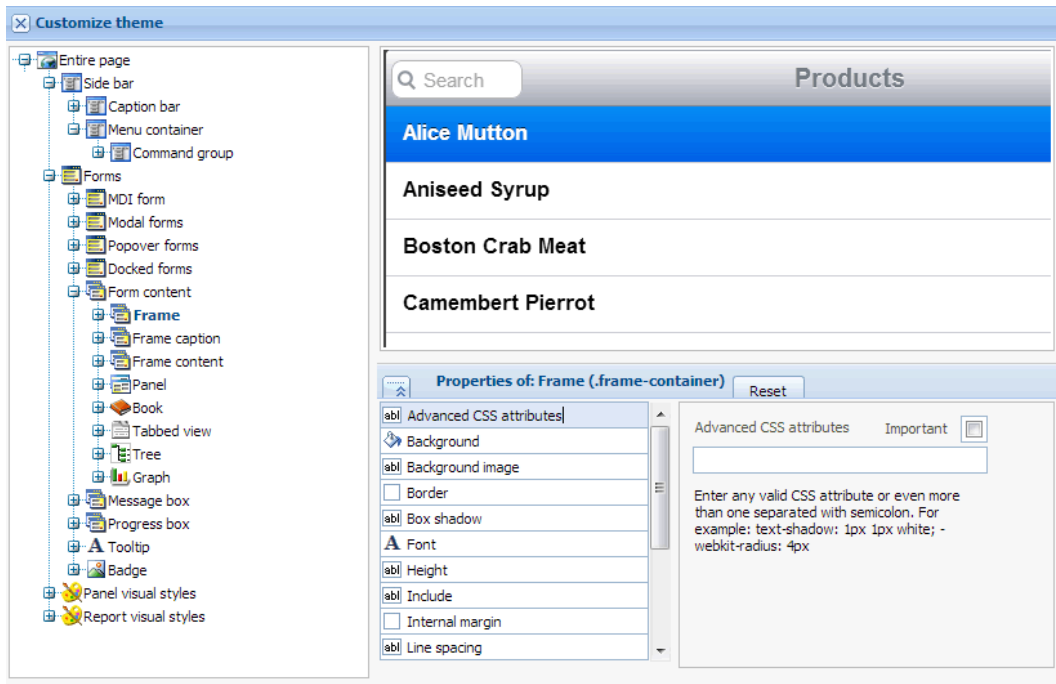 Customize theme
Entire page
Side bar
Caption bar
Menu container
Command group
Forms
MDI form
Modal forms
Popover forms
Docked forms
Form content
Frame
Frame caption
Frame content
Panel
Book
Tabbed view
Tree
Graph
Message box
Progress box
Tooltip
Badge
Panel visual styles
Report visual styles
Search
Products
Alice Mutton
Aniseed Syrup
Boston Crab Meat
Camembert Pierrot
Properties of: Frame (.frame-container)
Reset
Advanced CSS attributes
Background
Background image
Border
Box shadow
Font
Height
Include
Internal margin
Line spacing
Advanced CSS attributes
Important
Enter any valid CSS attribute or even more
than one separated with semicolon. For
example: text-shadow: 1px 1px white; -
webkit-radius: 4px